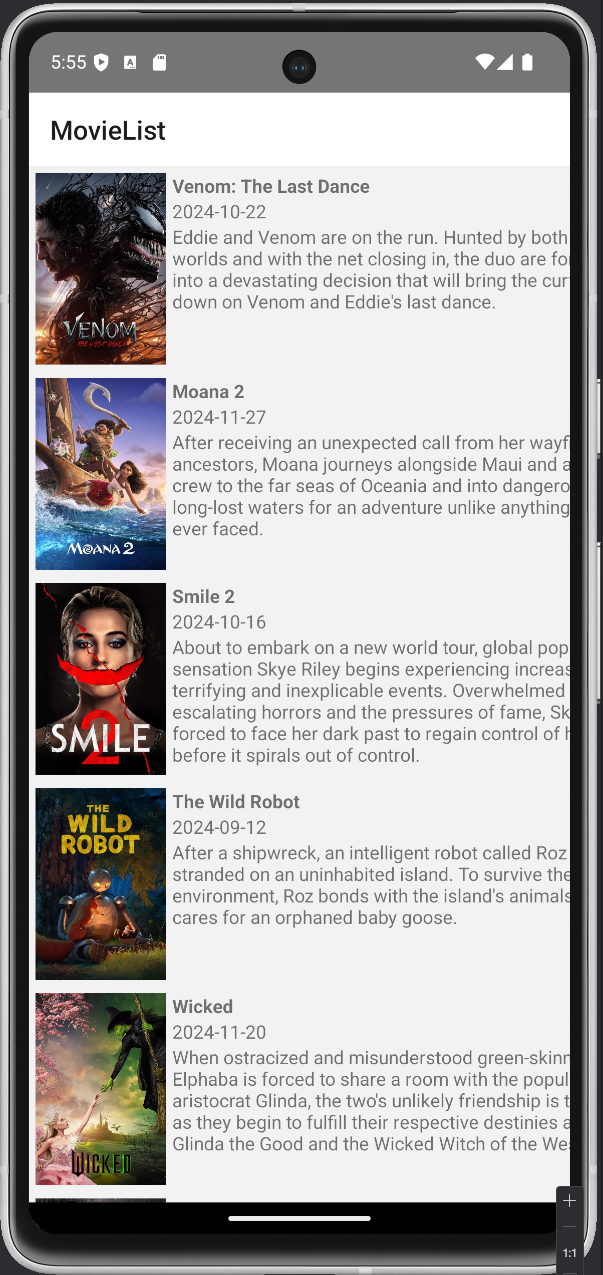 5:55
MovieList
Venom: The Last Dance
2024-10-22
Eddie and Venom are on the run. Hunted by both
worlds and with the net closing in, the duo are for
into a devastating decision that will bring the cur
down on Venom and Eddie's last dance.
VENOM
THE LAST DANCE
Moana 2
2024-11-27
After receiving an unexpected call from her wayf
ancestors, Moana journeys alongside Maui and a
crew to the far seas of Oceania and into dangero
long-lost waters for an adventure unlike anything
ever faced.
MOANA 2
Smile 2
2024-10-16
About to embark on a new world tour, global pop
sensation Skye Riley begins experiencing increas
terrifying and inexplicable events. Overwhelmed
escalating horrors and the pressures of fame, Sk
forced to face her dark past to regain control of h
before it spirals out of control.
SMILE
2
The Wild Robot
2024-09-12
After a shipwreck, an intelligent robot called Roz
stranded on an uninhabited island. To survive the
environment, Roz bonds with the island's animals
cares for an orphaned baby goose.
THE
WILD
ROBOT
Wicked
2024-11-20
When ostracized and misunderstood green-skinn
Elphaba is forced to share a room with the popul
aristocrat Glinda, the two's unlikely friendship is t
as they begin to fulfill their respective destinies a
Glinda the Good and the Wicked Witch of the Wes
WICKED
1:1